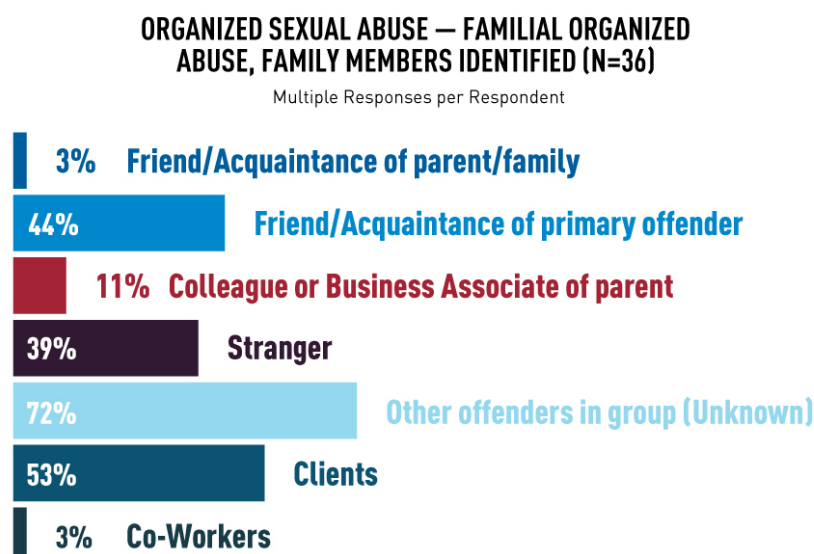 ORGANIZED SEXUAL ABUSE — FAMILIAL ORGANIZED
ABUSE, FAMILY MEMBERS IDENTIFIED (N=36)
Multiple Responses per Respondent
3% Friend/Acquaintance of parent/family
44% Friend/Acquaintance of primary offender
11% Colleague or Business Associate of parent
39% Stranger
72% Other offenders in group (Unknown)
53% Clients
3% Co-Workers